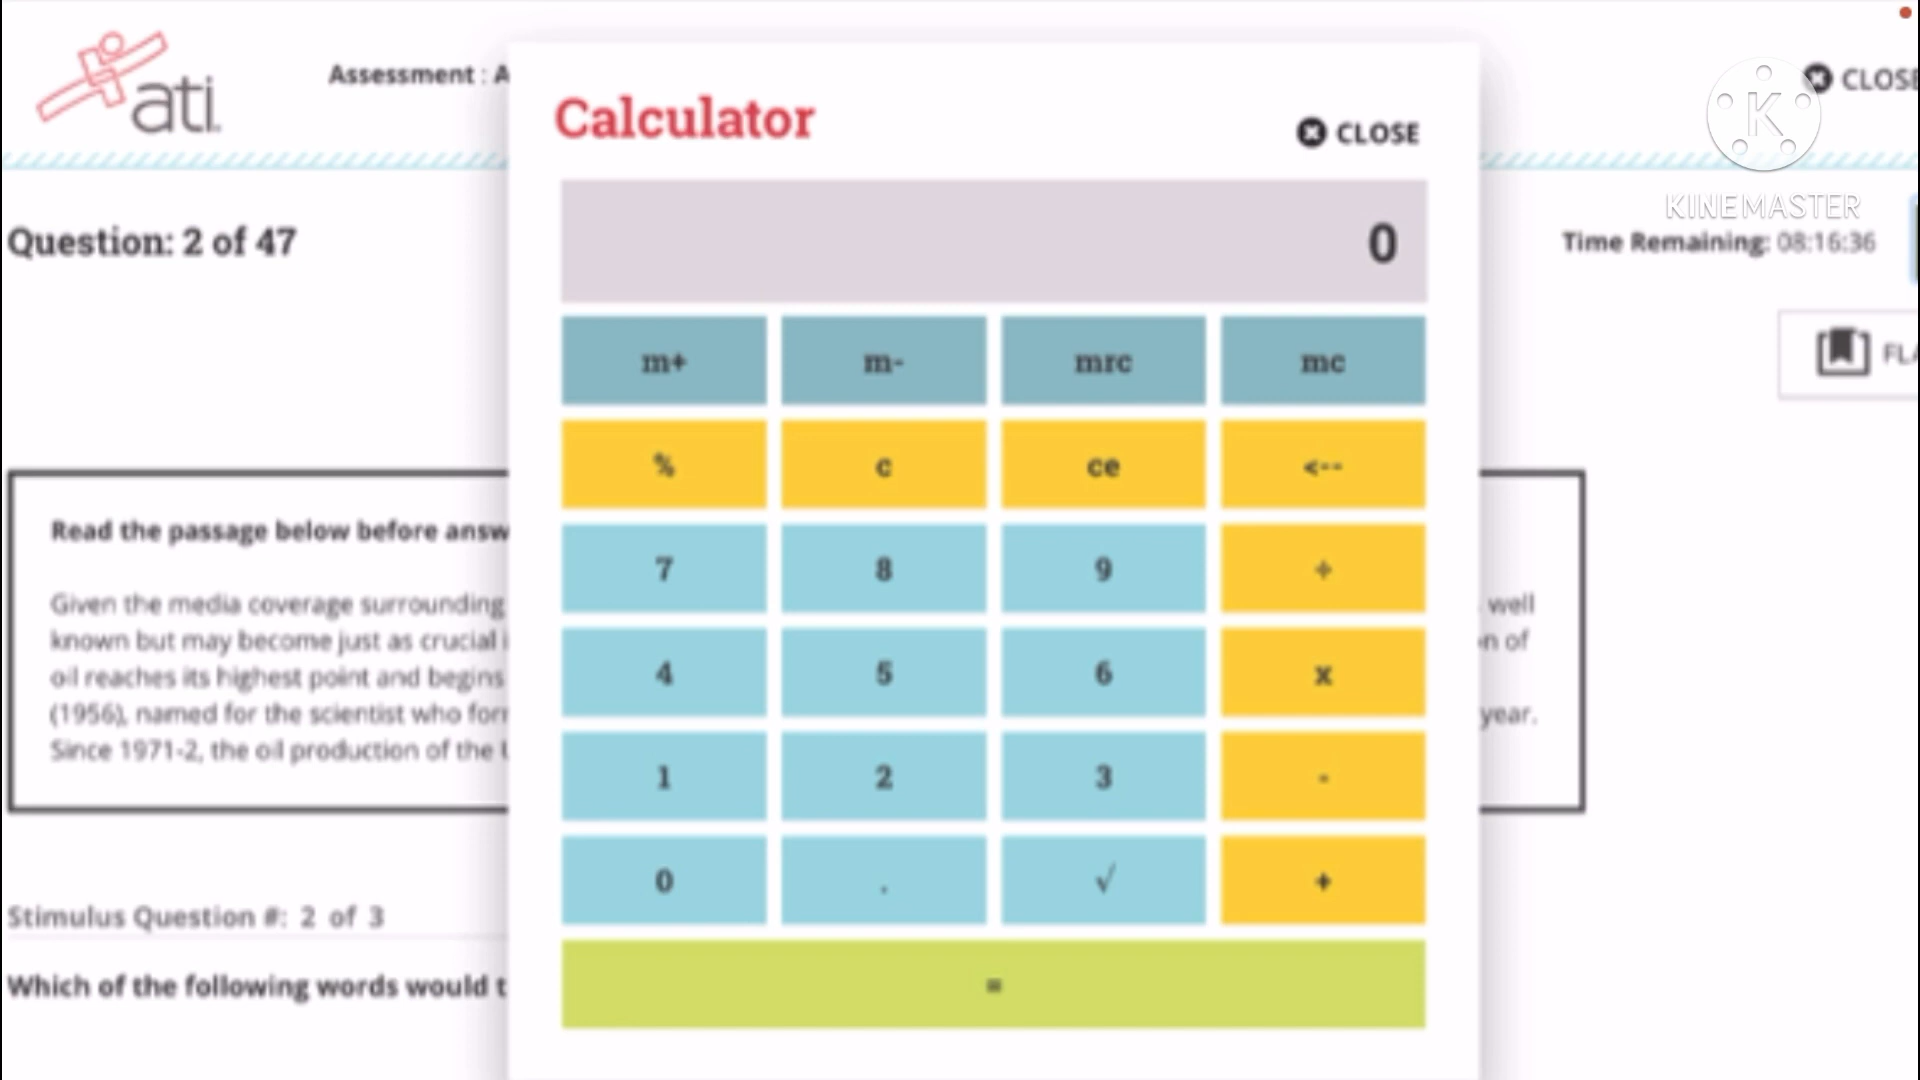 ati
Assessment : A
CLOSE
Calculator
CLOSE
KINEMASTER
0
Question: 2 of 47
Time Remaining: 08:16:36
m+ m- mrc mc
FLA
% c ce <--
Read the passage below before answ
7 8 9 ÷
Given the media coverage surrounding
well
known but may become just as crucial i
n of
4 5 6 x
oil reaches its highest point and begins
(1956), named for the scientist who for
year.
Since 1971-2, the oil production of the U
1 2 3 -
0 . √ +
Stimulus Question #: 2 of 3
Which of the following words would t
=